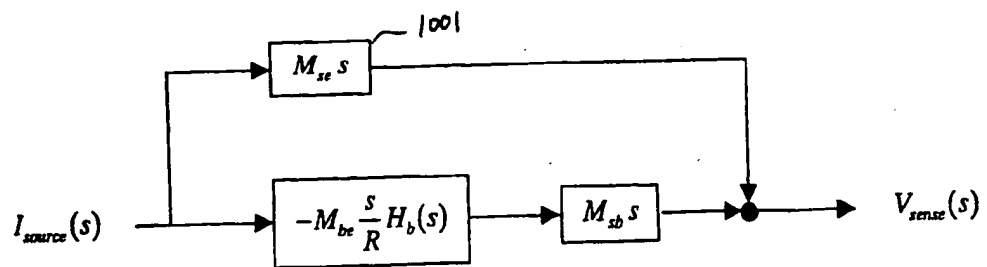 1001
M_se s
I_source(s)
-M_be s/R H_b(s)
M_sb s
V_sense(s)